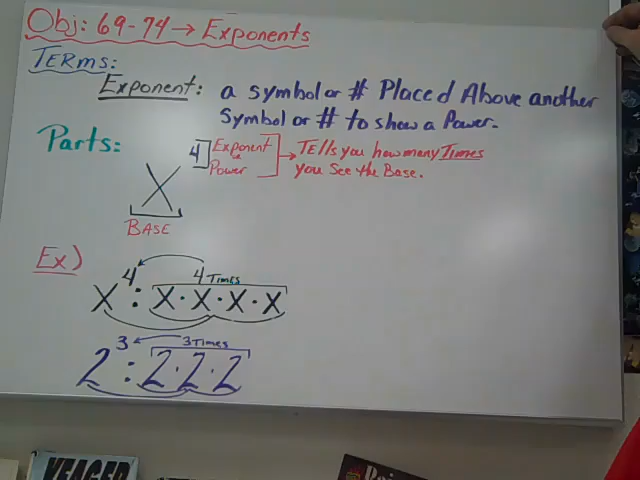 Obj: 69-74 → Exponents
TERMS:
Exponent: a symbol or # Placed Above another
Symbol or # to show a Power.
Parts:
X 4 Exponent or Power → TElls you how many Times
you See the Base.
BASE
Ex)
4 Times
X⁴: X·X·X·X
3 Times
2³: 2·2·2
YEAGER